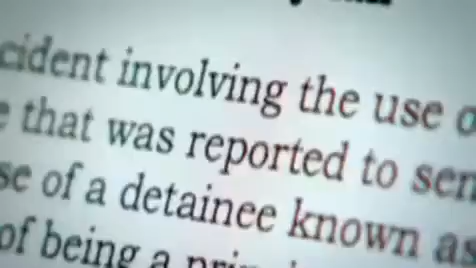 cident involving the use o
that was reported to sen
se of a detainee known as
of being a